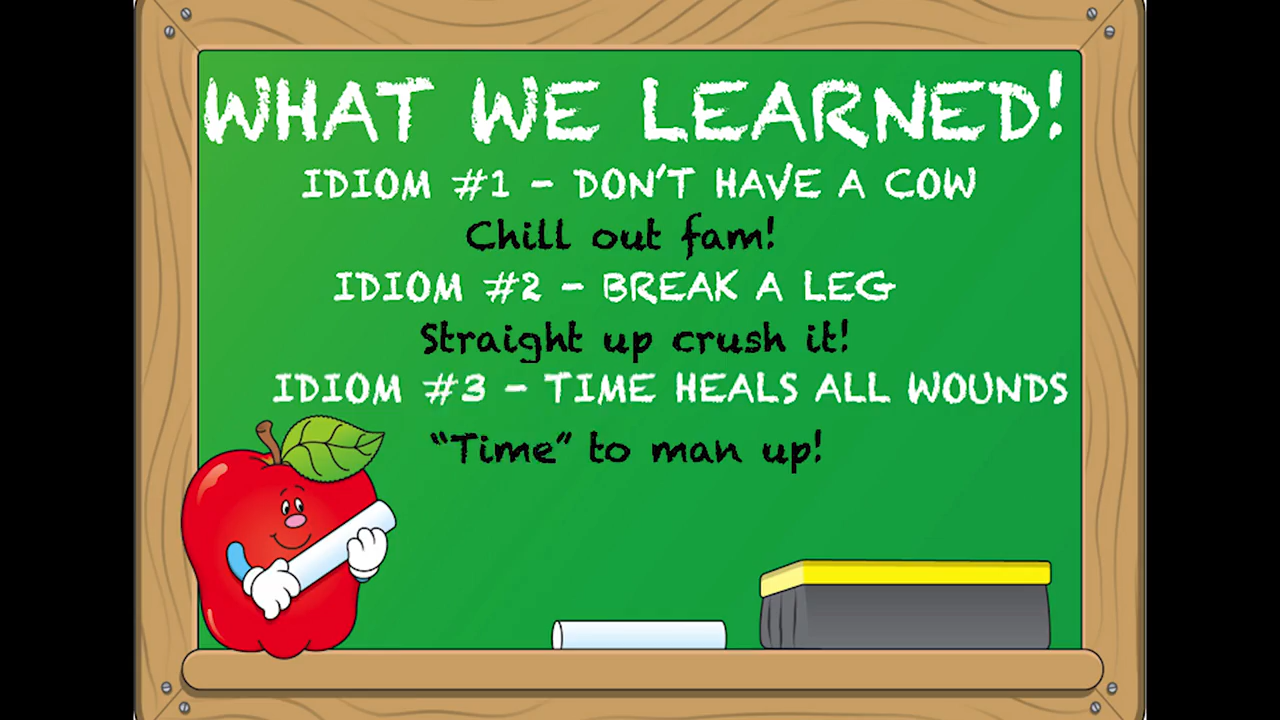 WHAT WE LEARNED!
IDIOM #1 - DON'T HAVE A COW
Chill out fam!
IDIOM #2 - BREAK A LEG
Straight up crush it!
IDIOM #3 - TIME HEALS ALL WOUNDS
“Time” to man up!